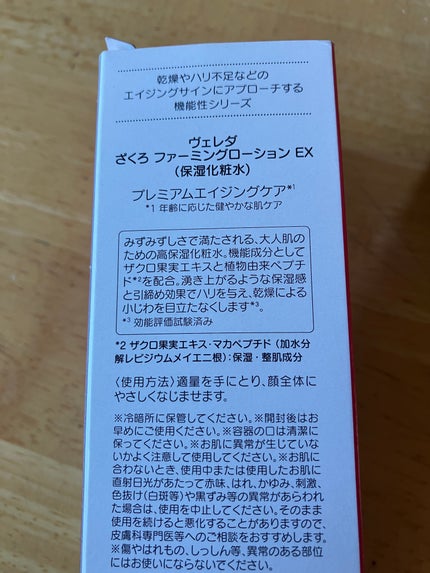 乾燥やハリ不足などの
エイジングサインにアプローチする
機能性シリーズ
ヴェレダ
ざくろ ファーミングローション EX
(保湿化粧水)
プレミアムエイジングケア*1
*1 年齢に応じた健やかな肌ケア
みずみずしさで満たされる、大人肌の
ための高保湿化粧水。機能成分として
ザクロ果実エキスと植物由来ペプチ
ド*2を配合。湧き上がるような保湿感
と引締め効果でハリを与え、乾燥による
小じわを目立たなくします*3。
*3 効能評価試験済み
*2 ザクロ果実エキス・マカペプチド (加水分
解レピジウムメイエニ根):保湿・整肌成分
〈使用方法〉適量を手にとり、顔全体に
やさしくなじませます。
※冷暗所に保管してください。※開封後はお
早めにご使用ください。※容器の口は清潔に
保ってください。※お肌に異常が生じていな
いかよく注意して使用してください。※お肌に
合わないとき、使用中または使用したお肌に
直射日光があたって赤味、はれ、かゆみ、刺激、
色抜け(白斑等)や黒ずみ等の異常があらわれ
た場合は、使用を中止してください。そのまま
使用を続けると悪化することがありますので、
皮膚科専門医等へのご相談をおすすめします。
※傷やはれもの、しっしん等、異常のある部位
にはお使いにならないでください。